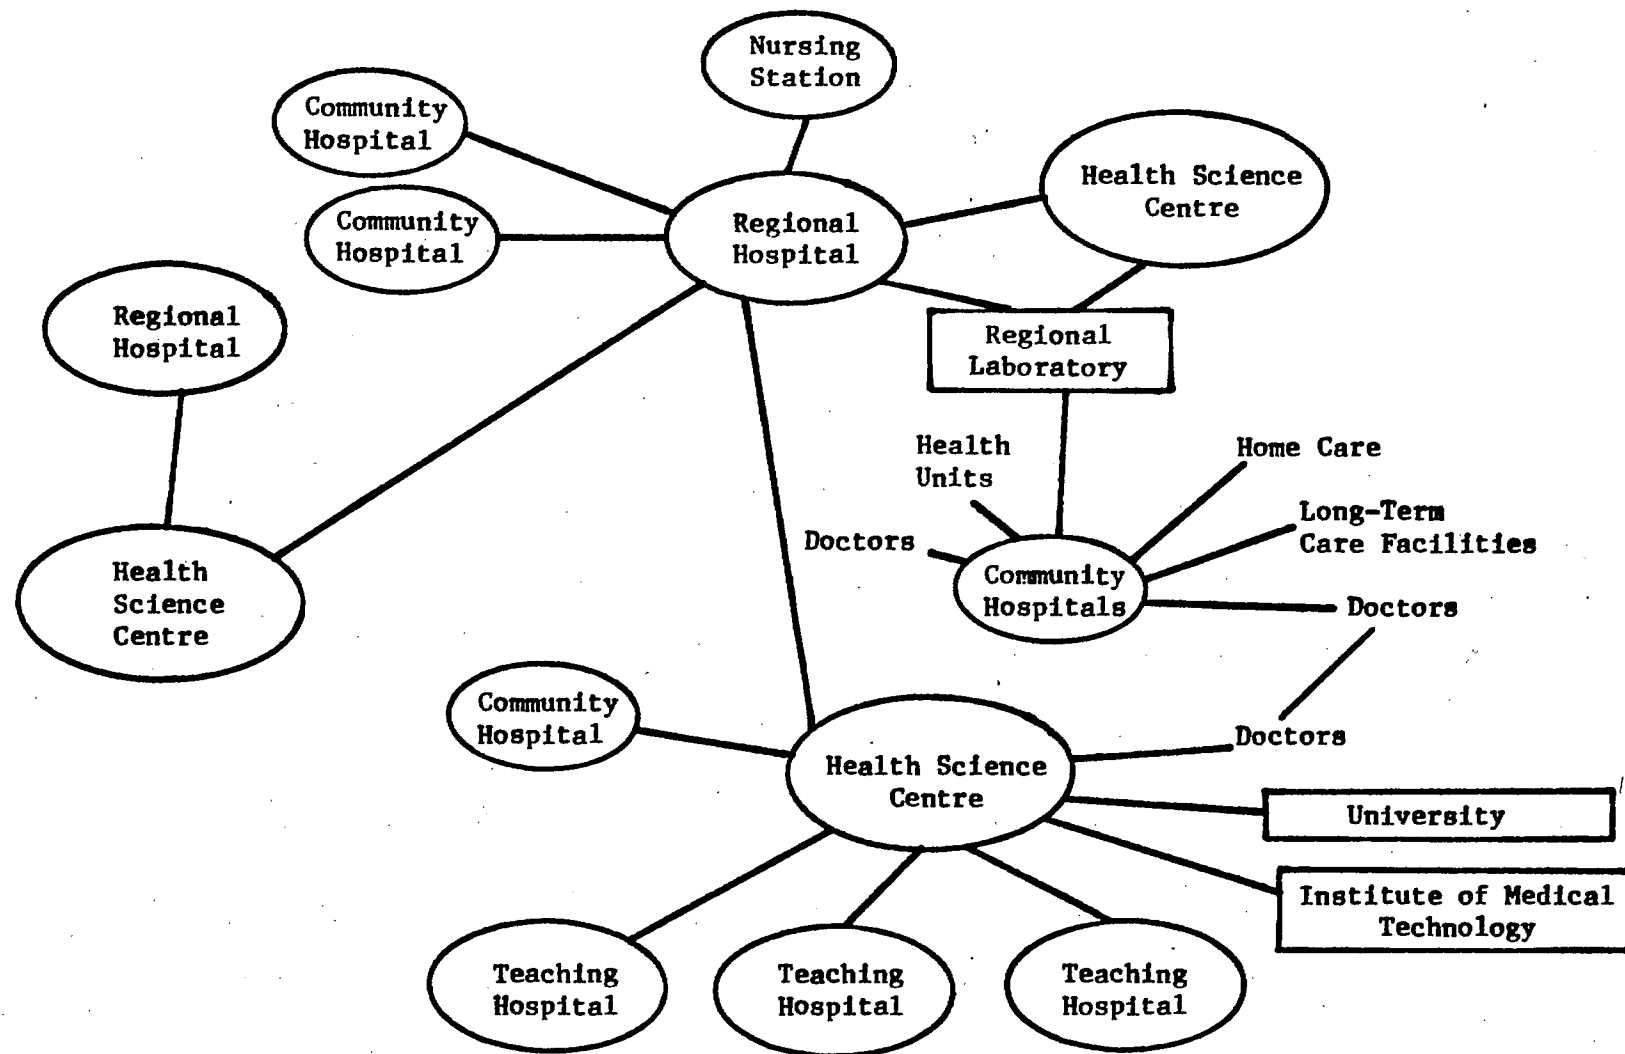 Nursing
Station
Community
Hospital
Health Science
Centre
Community
Hospital
Regional
Hospital
Regional
Hospital
Regional
Laboratory
Health
Units
Home Care
Long-Term
Care Facilities
Doctors
Community
Hospitals
Doctors
Health
Science
Centre
Community
Hospital
Doctors
Health Science
Centre
University
Institute of Medical
Technology
Teaching
Hospital
Teaching
Hospital
Teaching
Hospital